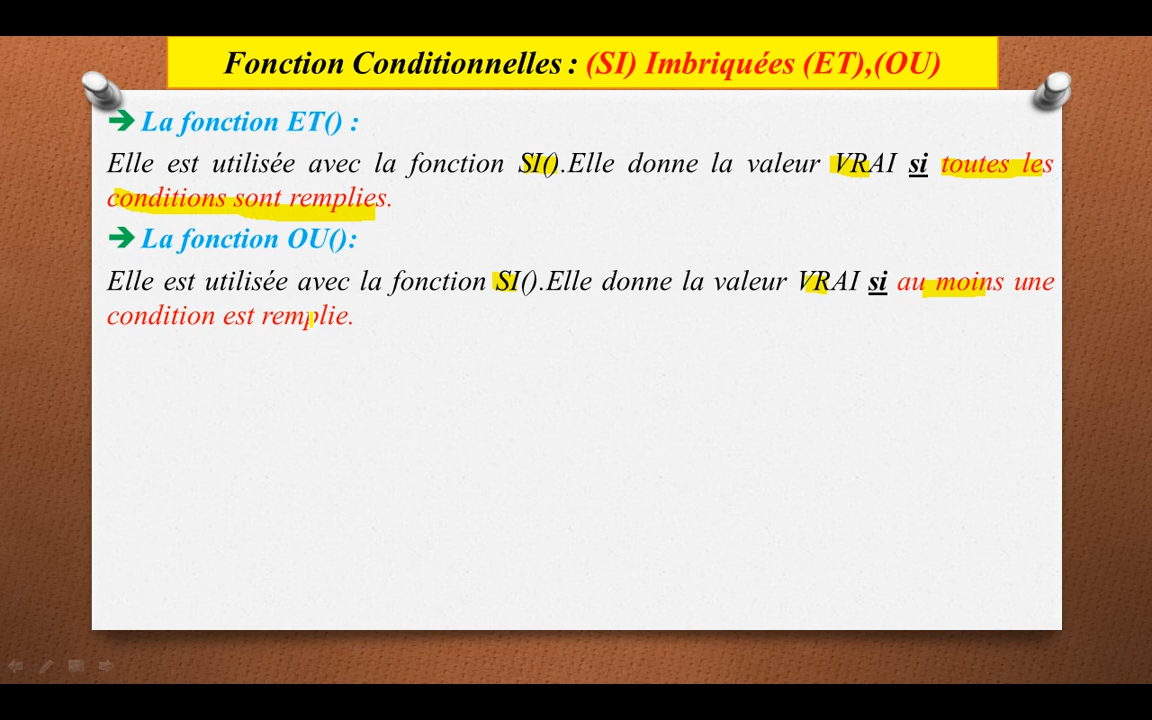 Fonction Conditionnelles : (SI) Imbriquées (ET),(OU)
➔ La fonction ET() :
Elle est utilisée avec la fonction SI().Elle donne la valeur VRAI si toutes les
conditions sont remplies.
➔ La fonction OU():
Elle est utilisée avec la fonction SI().Elle donne la valeur VRAI si au moins une
condition est remplie.